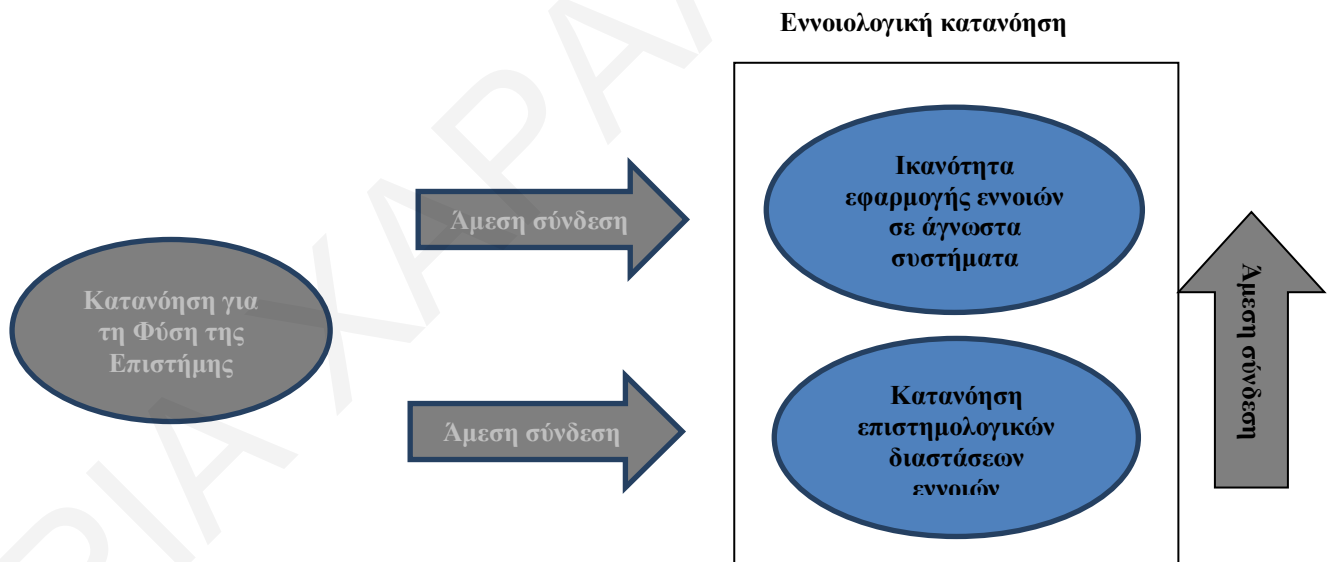 Εννοιολογική κατανόηση
Ικανότητα
εφαρμογής εννοιών
σε άγνωστα
συστήματα
Άμεση σύνδεση
Άμεση σύνδεση
Κατανόηση για
τη Φύση της
Επιστήμης
Κατανόηση
επιστημολογικών
διαστάσεων
εννοιών
Άμεση σύνδεση